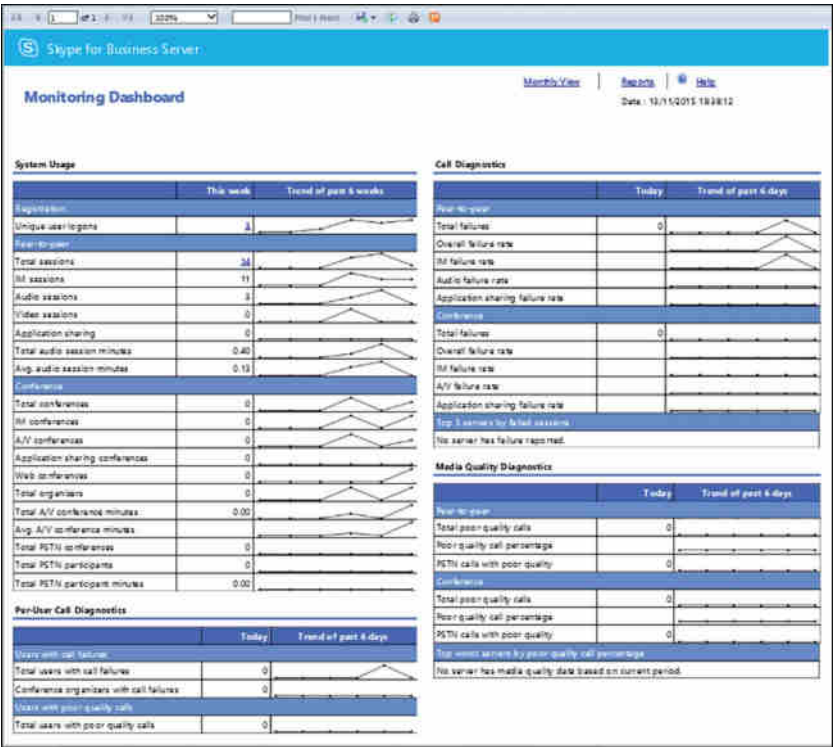 1 of 1 100% Find | Next
Skype for Business Server
Monitoring Dashboard
Monthly View | Reports | Help
Date : 13/11/2015 18:38:12
System Usage
This week Trend of past 6 weeks
Registration
Unique user logons 3
Peer-to-peer
Total sessions 34
IM sessions 11
Audio sessions 3
Video sessions 0
Application sharing 0
Total audio session minutes 0.40
Avg. audio session minutes 0.13
Conference
Total conferences 0
IM conferences 0
A/V conferences 0
Application sharing conferences 0
Web conferences 0
Total organizers 0
Total A/V conference minutes 0.00
Avg. A/V conference minutes
Total PSTN conferences 0
Total PSTN participants 0
Total PSTN participant minutes 0.00
Per-User Call Diagnostics
Today Trend of past 6 days
Users with call failures
Total users with call failures 0
Conference organizers with call failures 0
Users with poor quality calls
Total users with poor quality calls 0
Call Diagnostics
Today Trend of past 6 days
Peer-to-peer
Total failures 0
Overall failure rate
IM failure rate
Audio failure rate
Application sharing failure rate
Conference
Total failures 0
Overall failure rate
IM failure rate
A/V failure rate
Application sharing failure rate
Top 5 servers by failed sessions
No server has failure reported.
Media Quality Diagnostics
Today Trend of past 6 days
Peer-to-peer
Total poor quality calls 0
Poor quality call percentage
PSTN calls with poor quality 0
Conference
Total poor quality calls 0
Poor quality call percentage
PSTN calls with poor quality 0
Top worst servers by poor quality call percentage
No server has media quality data based on current period.